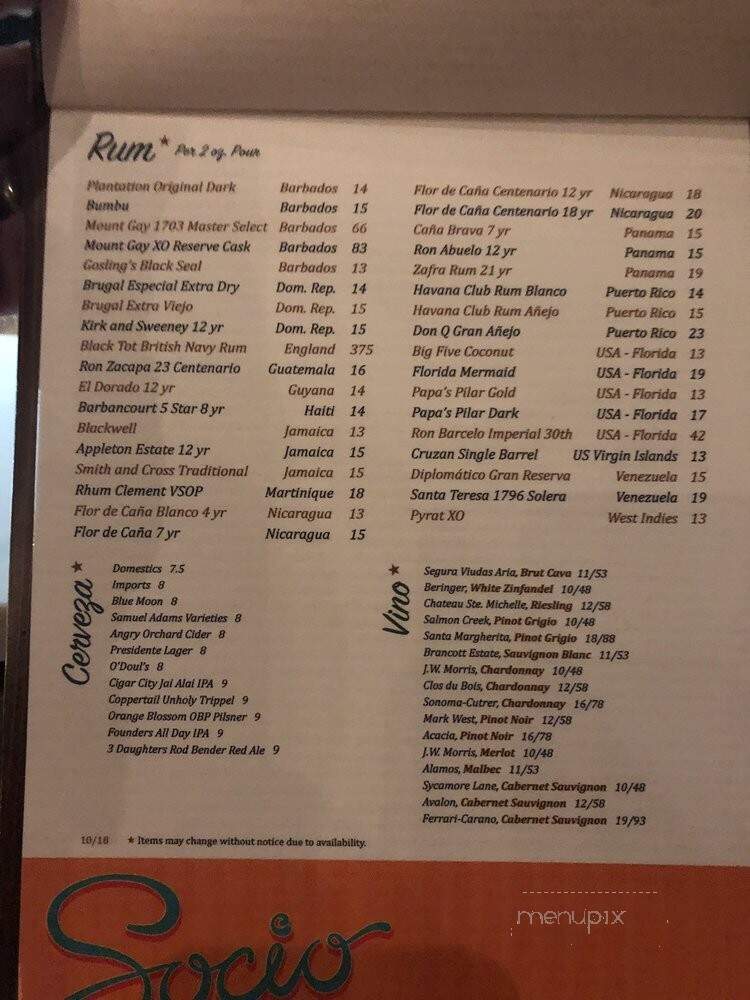 Rum* Per 2 oz. Pour
Plantation Original Dark Barbados 14
Bumbu Barbados 15
Mount Gay 1703 Master Select Barbados 66
Mount Gay XO Reserve Cask Barbados 83
Gosling's Black Seal Barbados 13
Brugal Especial Extra Dry Dom. Rep. 14
Brugal Extra Viejo Dom. Rep. 15
Kirk and Sweeney 12 yr Dom. Rep. 15
Black Tot British Navy Rum England 375
Ron Zacapa 23 Centenario Guatemala 16
El Dorado 12 yr Guyana 14
Barbancourt 5 Star 8 yr Haiti 14
Blackwell Jamaica 13
Appleton Estate 12 yr Jamaica 15
Smith and Cross Traditional Jamaica 15
Rhum Clement VSOP Martinique 18
Flor de Caña Blanco 4 yr Nicaragua 13
Flor de Caña 7 yr Nicaragua 15
Flor de Caña Centenario 12 yr Nicaragua 18
Flor de Caña Centenario 18 yr Nicaragua 20
Caña Brava 7 yr Panama 15
Ron Abuelo 12 yr Panama 15
Zafra Rum 21 yr Panama 19
Havana Club Rum Blanco Puerto Rico 14
Havana Club Rum Añejo Puerto Rico 15
Don Q Gran Añejo Puerto Rico 23
Big Five Coconut USA - Florida 13
Florida Mermaid USA - Florida 19
Papa's Pilar Gold USA - Florida 13
Papa's Pilar Dark USA - Florida 17
Ron Barcelo Imperial 30th USA - Florida 42
Cruzan Single Barrel US Virgin Islands 13
Diplomático Gran Reserva Venezuela 15
Santa Teresa 1796 Solera Venezuela 19
Pyrat XO West Indies 13
Cerveza*
Domestics 7.5
Imports 8
Blue Moon 8
Samuel Adams Varieties 8
Angry Orchard Cider 8
Presidente Lager 8
O'Doul's 8
Cigar City Jai Alai IPA 9
Coppertail Unholy Trippel 9
Orange Blossom OBP Pilsner 9
Founders All Day IPA 9
3 Daughters Rod Bender Red Ale 9
Vino*
Segura Viudas Aria, Brut Cava 11/53
Beringer, White Zinfandel 10/48
Chateau Ste. Michelle, Riesling 12/58
Salmon Creek, Pinot Grigio 10/48
Santa Margherita, Pinot Grigio 18/88
Brancott Estate, Sauvignon Blanc 11/53
J.W. Morris, Chardonnay 10/48
Clos du Bois, Chardonnay 12/58
Sonoma-Cutrer, Chardonnay 16/78
Mark West, Pinot Noir 12/58
Acacia, Pinot Noir 16/78
J.W. Morris, Merlot 10/48
Alamos, Malbec 11/53
Sycamore Lane, Cabernet Sauvignon 10/48
Avalon, Cabernet Sauvignon 12/58
Ferrari-Carano, Cabernet Sauvignon 19/93
10/18 * Items may change without notice due to availability.
Socio
menupix